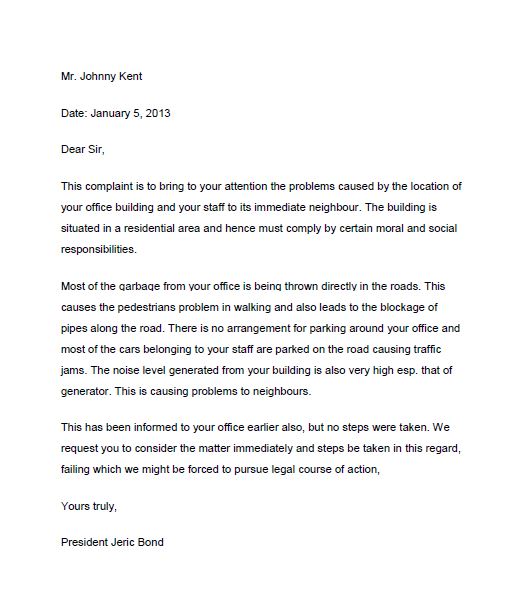 Mr. Johnny Kent
Date: January 5, 2013
Dear Sir,
This complaint is to bring to your attention the problems caused by the location of
your office building and your staff to its immediate neighbour. The building is
situated in a residential area and hence must comply by certain moral and social
responsibilities.
Most of the garbage from your office is being thrown directly in the roads. This
causes the pedestrians problem in walking and also leads to the blockage of
pipes along the road. There is no arrangement for parking around your office and
most of the cars belonging to your staff are parked on the road causing traffic
jams. The noise level generated from your building is also very high esp. that of
generator. This is causing problems to neighbours.
This has been informed to your office earlier also, but no steps were taken. We
request you to consider the matter immediately and steps be taken in this regard,
failing which we might be forced to pursue legal course of action,
Yours truly,
President Jeric Bond